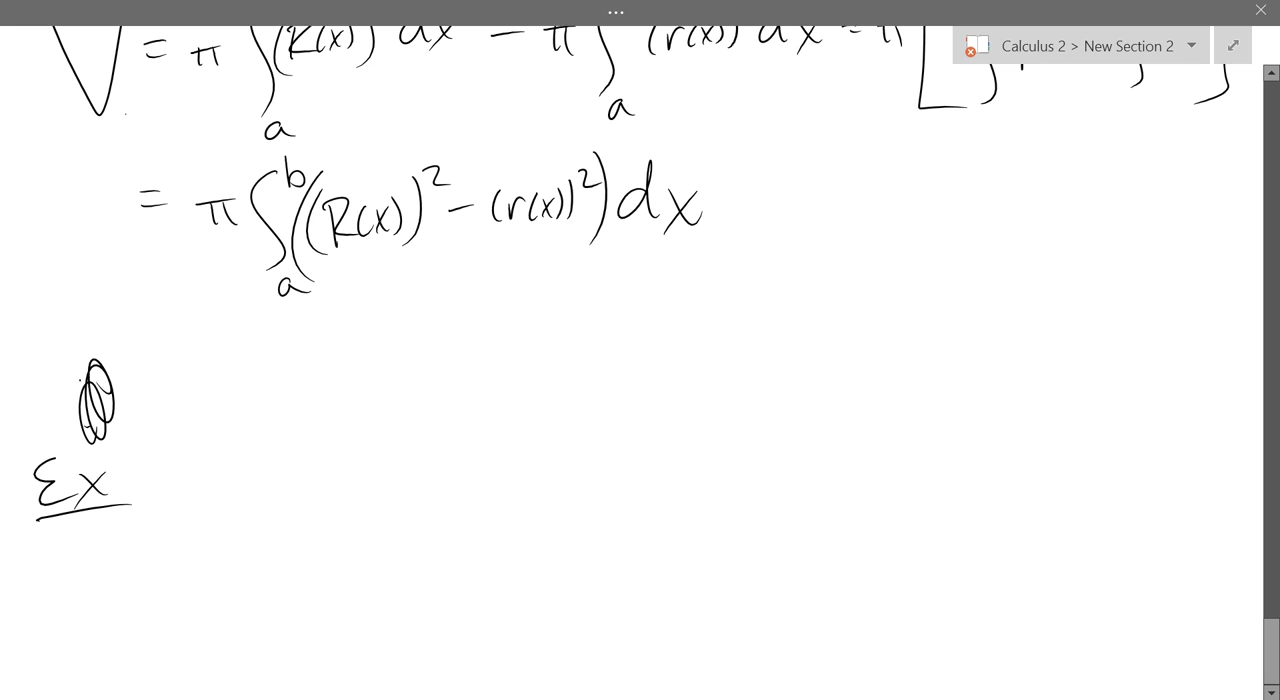 Calculus 2 > New Section 2
V = π ∫ₐ (R(x)) dx − π ∫ₐ (r(x)) dx = π [
= π ∫ₐᵇ ((R(x))² − (r(x))²) dx
Ex